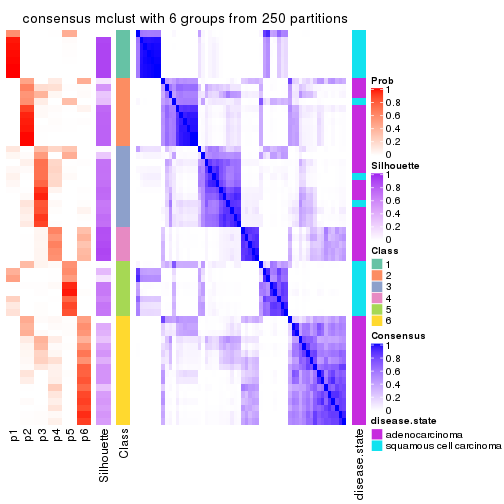 consensus mclust with 6 groups from 250 partitions
Prob
1
0.8
0.6
0.4
0.2
0
Silhouette
1
0.8
0.6
0.4
0.2
0
Class
1
2
3
4
5
6
Consensus
1
0.8
0.6
0.4
0.2
0
disease.state
adenocarcinoma
squamous cell carcinoma
p1
p2
p3
p4
p5
p6
Silhouette
Class
disease.state